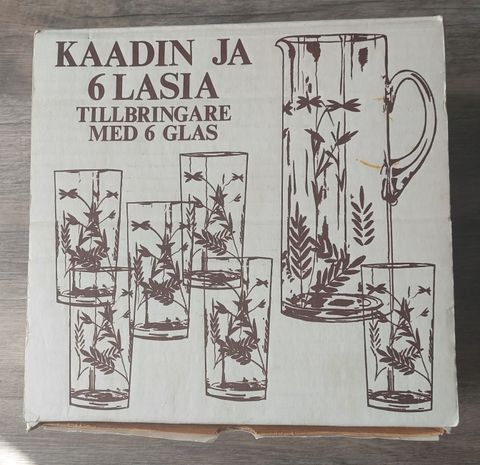 KAADIN JA
6 LASIA
TILLBRINGARE
MED 6 GLAS